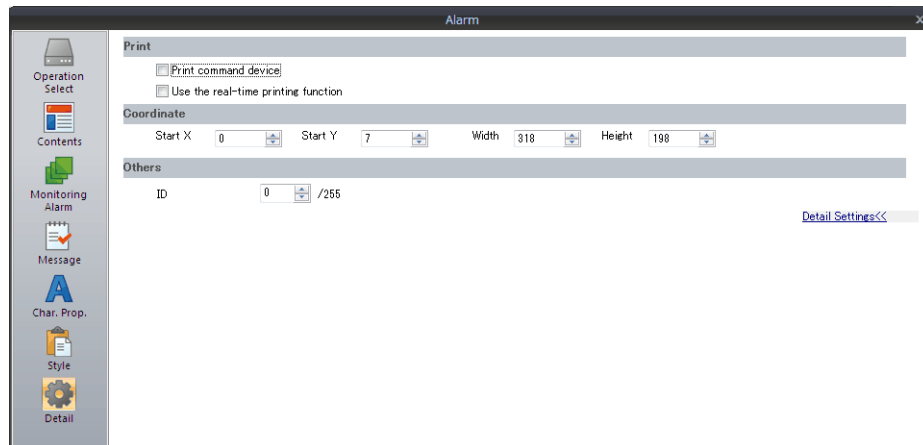 Alarm
Operation
Select
Contents
Monitoring
Alarm
Message
Char. Prop.
Style
Detail
Print
Print command device
Use the real-time printing function
Coordinate
Start X 0 Start Y 7 Width 318 Height 198
Others
ID 0 /255
Detail Settings<<